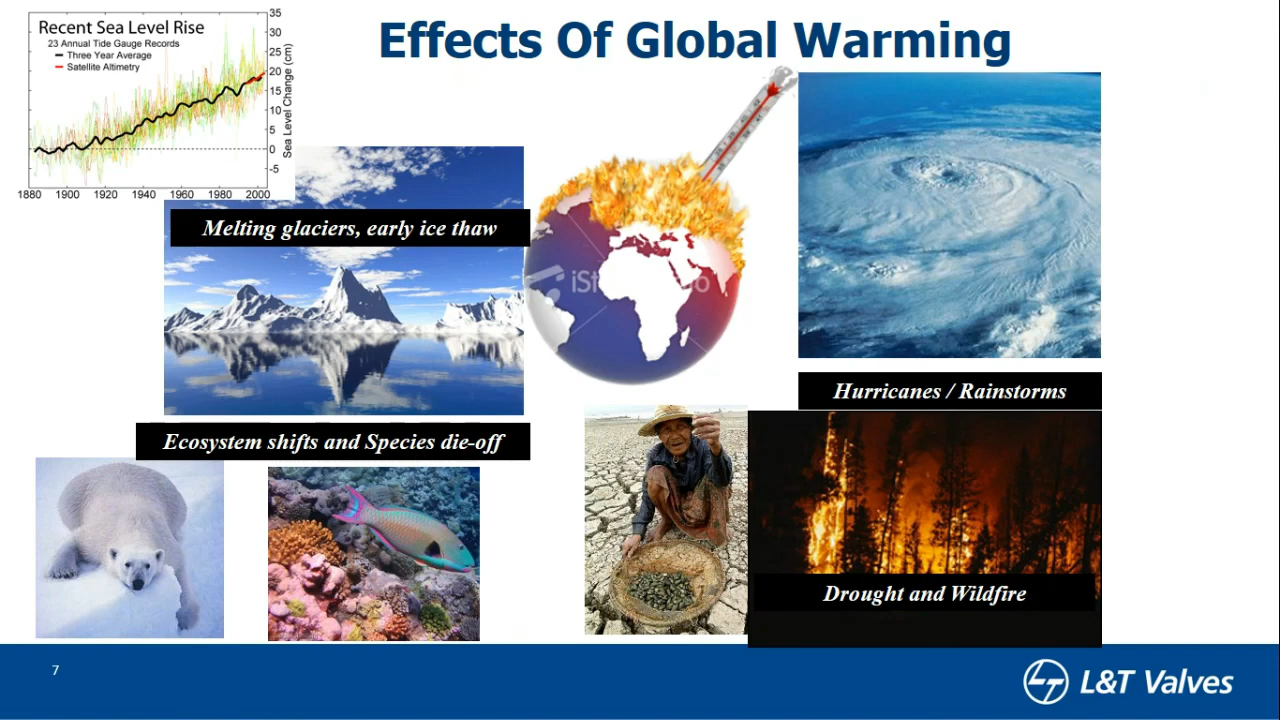 Effects Of Global Warming
Recent Sea Level Rise
23 Annual Tide Gauge Records
Three Year Average
Satellite Altimetry
35
30
25
20
15
10
5
0
-5
Sea Level Change (cm)
1880 1900 1920 1940 1960 1980 2000
Melting glaciers, early ice thaw
Hurricanes / Rainstorms
Ecosystem shifts and Species die-off
Drought and Wildfire
7
L&T Valves